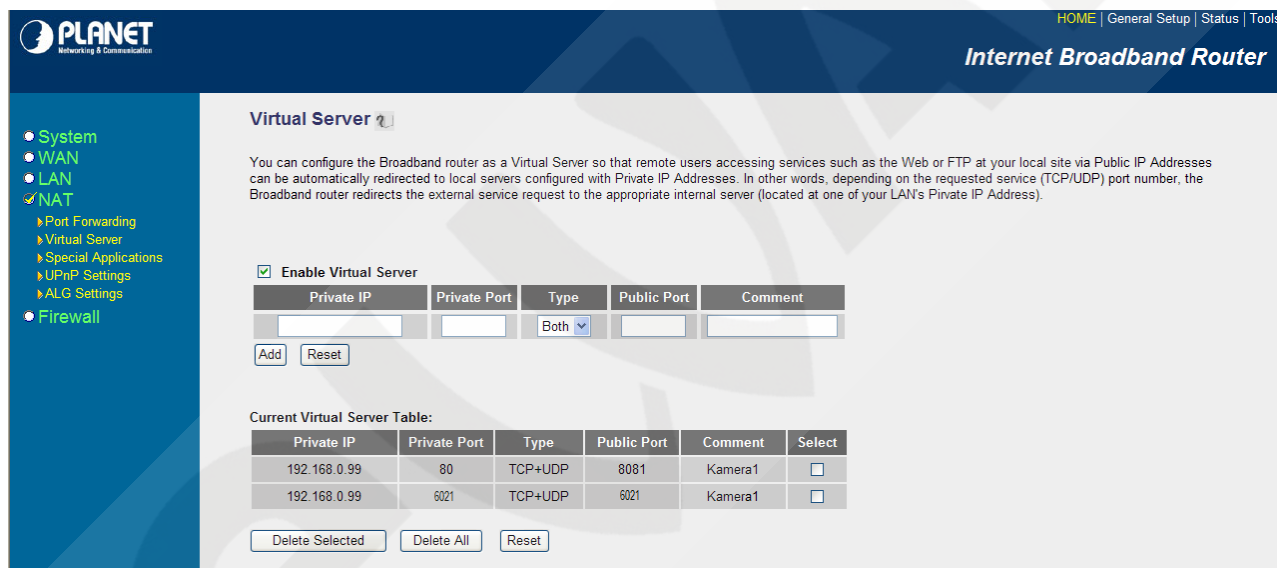 PLANET
Networking & Communication
HOME | General Setup | Status | Tools
Internet Broadband Router
System
WAN
LAN
NAT
Port Forwarding
Virtual Server
Special Applications
UPnP Settings
ALG Settings
Firewall
Virtual Server
You can configure the Broadband router as a Virtual Server so that remote users accessing services such as the Web or FTP at your local site via Public IP Addresses
can be automatically redirected to local servers configured with Private IP Addresses. In other words, depending on the requested service (TCP/UDP) port number, the
Broadband router redirects the external service request to the appropriate internal server (located at one of your LAN's Pivate IP Address).
Enable Virtual Server
Private IP Private Port Type Public Port Comment
Both
Add Reset
Current Virtual Server Table:
Private IP Private Port Type Public Port Comment Select
192.168.0.99 80 TCP+UDP 8081 Kamera1
192.168.0.99 6021 TCP+UDP 6021 Kamera1
Delete Selected Delete All Reset